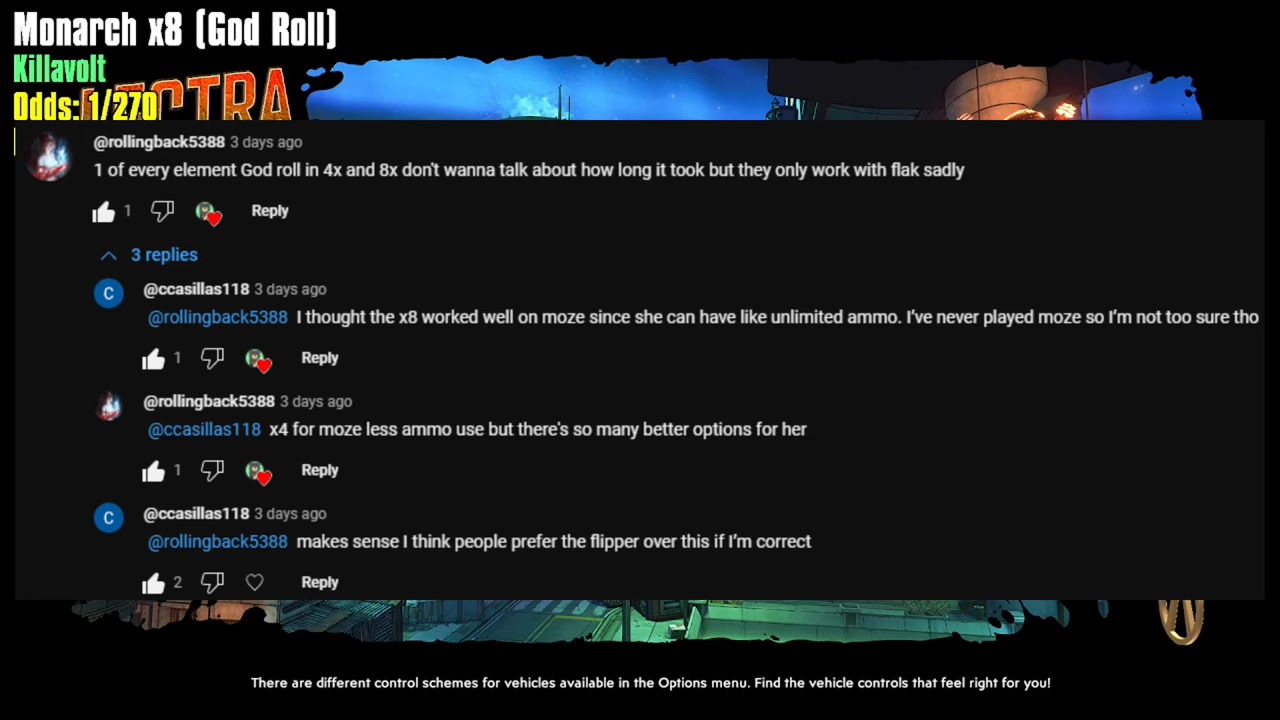 Monarch x8 (God Roll)
Killavolt
Odds: 1/270
ECTRA
@rollingback5388 3 days ago
1 of every element God roll in 4x and 8x don't wanna talk about how long it took but they only work with flak sadly
1 Reply
3 replies
C @ccasillas118 3 days ago
@rollingback5388 I thought the x8 worked well on moze since she can have like unlimited ammo. I've never played moze so I'm not too sure tho
1 Reply
@rollingback5388 3 days ago
@ccasillas118 x4 for moze less ammo use but there's so many better options for her
1 Reply
C @ccasillas118 3 days ago
@rollingback5388 makes sense I think people prefer the flipper over this if I'm correct
2 Reply
There are different control schemes for vehicles available in the Options menu. Find the vehicle controls that feel right for you!